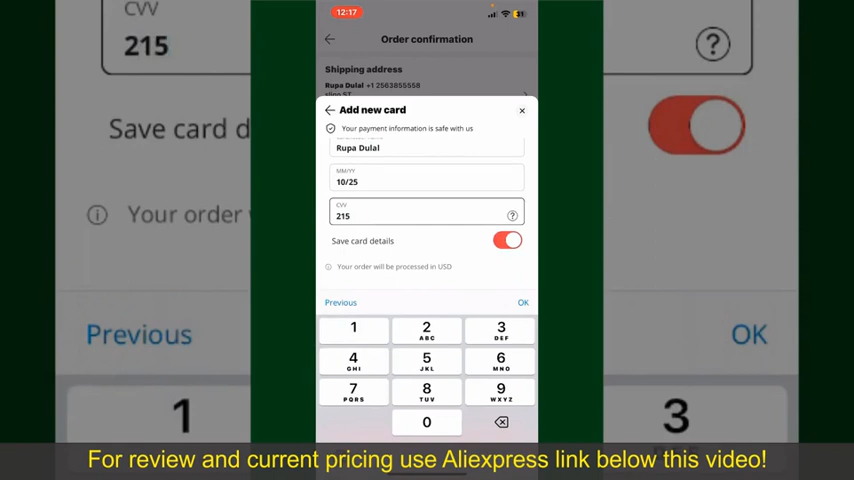 12:17
Order confirmation
Shipping address
Rupa Dulal +1 2563855558
Add new card
Your payment information is safe with us
Rupa Dulal
MM/YY
10/25
CVV
215
Save card details
Your order will be processed in USD
Previous OK
1 2 ABC 3 DEF
4 GHI 5 JKL 6 MNO
7 PQRS 8 TUV 9 WXYZ
0
CVV
215
Save card d
Your order
Previous
OK
1
3
For review and current pricing use Aliexpress link below this video!